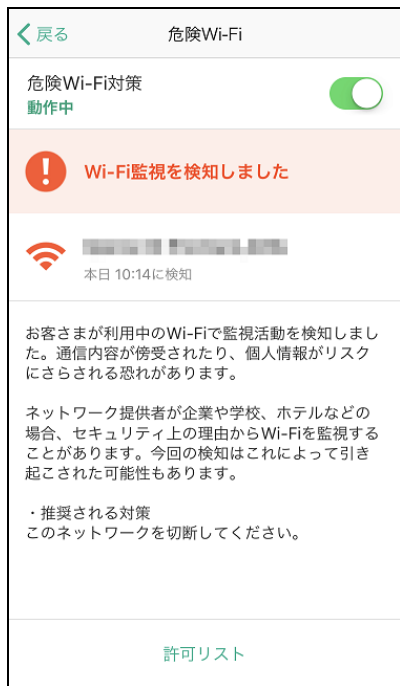 戻る
危険Wi-Fi
危険Wi-Fi対策
動作中
Wi-Fi監視を検知しました
本日 10:14に検知
お客さまが利用中のWi-Fiで監視活動を検知しまし
た。通信内容が傍受されたり、個人情報がリスク
にさらされる恐れがあります。
ネットワーク提供者が企業や学校、ホテルなどの
場合、セキュリティ上の理由からWi-Fiを監視する
ことがあります。今回の検知はこれによって引き
起こされた可能性もあります。
・推奨される対策
このネットワークを切断してください。
許可リスト